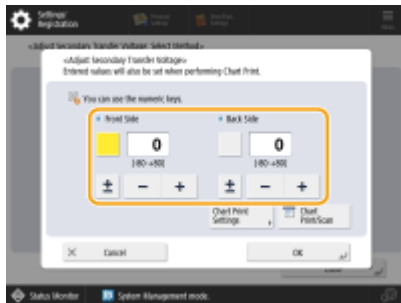 Settings/
Registration
<Adjust Secondary Transfer Voltage: Select Method>
<Adjust Secondary Transfer Voltage>
Entered values will also be set when performing Chart Print.
You can use the numeric keys.
Front Side
Back Side
0
0
(-80-+80)
(-80-+80)
± − +
± − +
Chart Print
Settings
Chart
Print/Scan
Cancel
OK
Status Monitor
System Management mode.